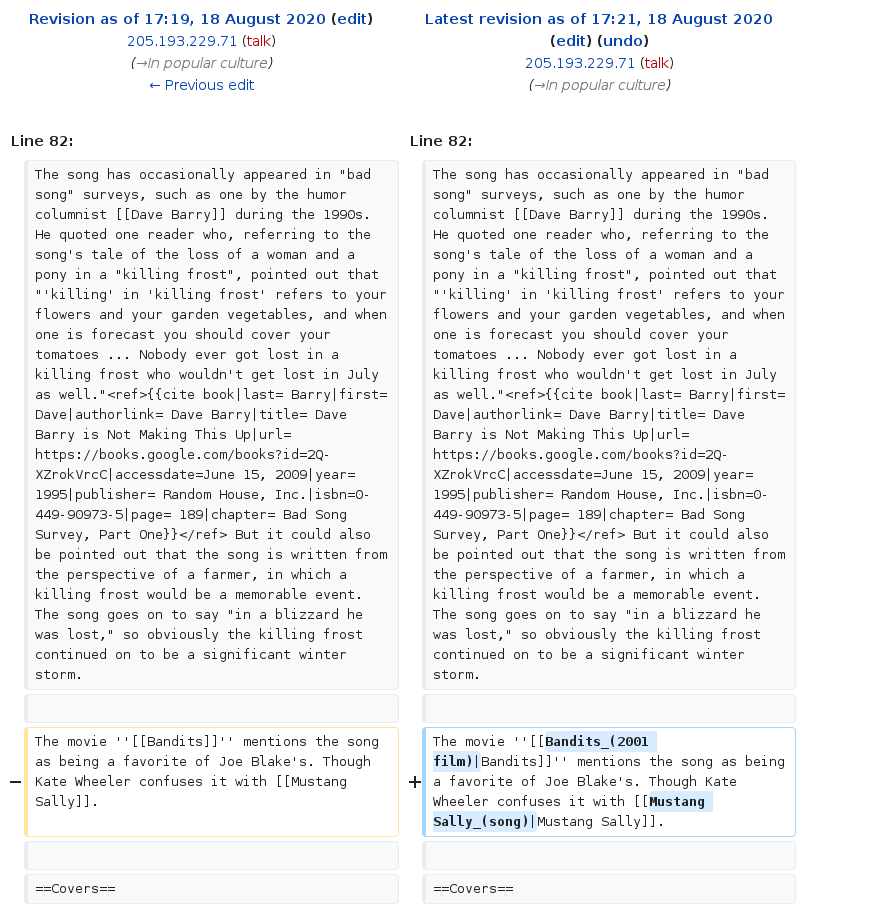 Revision as of 17:19, 18 August 2020 (edit)
205.193.229.71 (talk)
(→In popular culture)
← Previous edit
Latest revision as of 17:21, 18 August 2020
(edit) (undo)
205.193.229.71 (talk)
(→In popular culture)
Line 82:
The song has occasionally appeared in "bad
song" surveys, such as one by the humor
columnist [[Dave Barry]] during the 1990s.
He quoted one reader who, referring to the
song's tale of the loss of a woman and a
pony in a "killing frost", pointed out that
"'killing' in 'killing frost' refers to your
flowers and your garden vegetables, and when
one is forecast you should cover your
tomatoes ... Nobody ever got lost in a
killing frost who wouldn't get lost in July
as well."<ref>{{cite book|last= Barry|first=
Dave|authorlink= Dave Barry|title= Dave
Barry is Not Making This Up|url=
https://books.google.com/books?id=2Q-
XZrokVrcC|accessdate=June 15, 2009|year=
1995|publisher= Random House, Inc.|isbn=0-
449-90973-5|page= 189|chapter= Bad Song
Survey, Part One}}</ref> But it could also
be pointed out that the song is written from
the perspective of a farmer, in which a
killing frost would be a memorable event.
The song goes on to say "in a blizzard he
was lost," so obviously the killing frost
continued on to be a significant winter
storm.
Line 82:
The song has occasionally appeared in "bad
song" surveys, such as one by the humor
columnist [[Dave Barry]] during the 1990s.
He quoted one reader who, referring to the
song's tale of the loss of a woman and a
pony in a "killing frost", pointed out that
"'killing' in 'killing frost' refers to your
flowers and your garden vegetables, and when
one is forecast you should cover your
tomatoes ... Nobody ever got lost in a
killing frost who wouldn't get lost in July
as well."<ref>{{cite book|last= Barry|first=
Dave|authorlink= Dave Barry|title= Dave
Barry is Not Making This Up|url=
https://books.google.com/books?id=2Q-
XZrokVrcC|accessdate=June 15, 2009|year=
1995|publisher= Random House, Inc.|isbn=0-
449-90973-5|page= 189|chapter= Bad Song
Survey, Part One}}</ref> But it could also
be pointed out that the song is written from
the perspective of a farmer, in which a
killing frost would be a memorable event.
The song goes on to say "in a blizzard he
was lost," so obviously the killing frost
continued on to be a significant winter
storm.
−
The movie ''[[Bandits]]'' mentions the song
as being a favorite of Joe Blake's. Though
Kate Wheeler confuses it with [[Mustang
Sally]].
+
The movie ''[[Bandits_(2001
film)|Bandits]]'' mentions the song as being
a favorite of Joe Blake's. Though Kate
Wheeler confuses it with [[Mustang
Sally_(song)|Mustang Sally]].
==Covers==
==Covers==